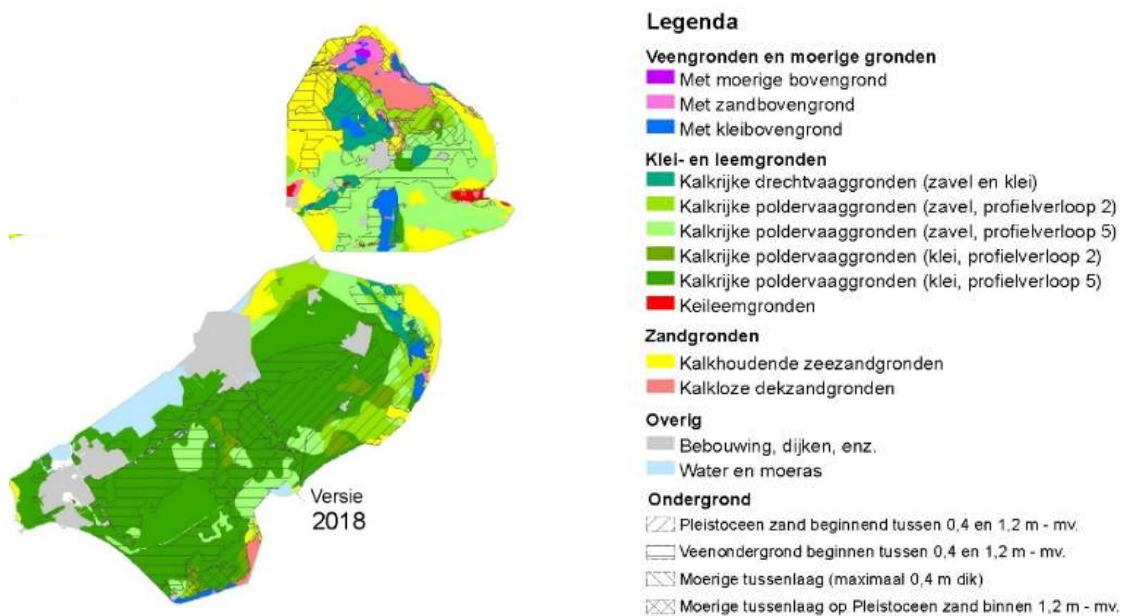 Versie
2018
Legenda
Veengronden en moerige gronden
Met moerige bovengrond
Met zandbovengrond
Met kleibovengrond
Klei- en leemgronden
Kalkrijke drechtvaaggronden (zavel en klei)
Kalkrijke poldervaaggronden (zavel, profielverloop 2)
Kalkrijke poldervaaggronden (zavel, profielverloop 5)
Kalkrijke poldervaaggronden (klei, profielverloop 2)
Kalkrijke poldervaaggronden (klei, profielverloop 5)
Keileemgronden
Zandgronden
Kalkhoudende zeezandgronden
Kalkloze dekzandgronden
Overig
Bebouwing, dijken, enz.
Water en moeras
Ondergrond
Pleistoceen zand beginnend tussen 0,4 en 1,2 m - mv.
Veenondergrond beginnen tussen 0,4 en 1,2 m - mv.
Moerige tussenlaag (maximaal 0,4 m dik)
Moerige tussenlaag op Pleistoceen zand binnen 1,2 m - mv.